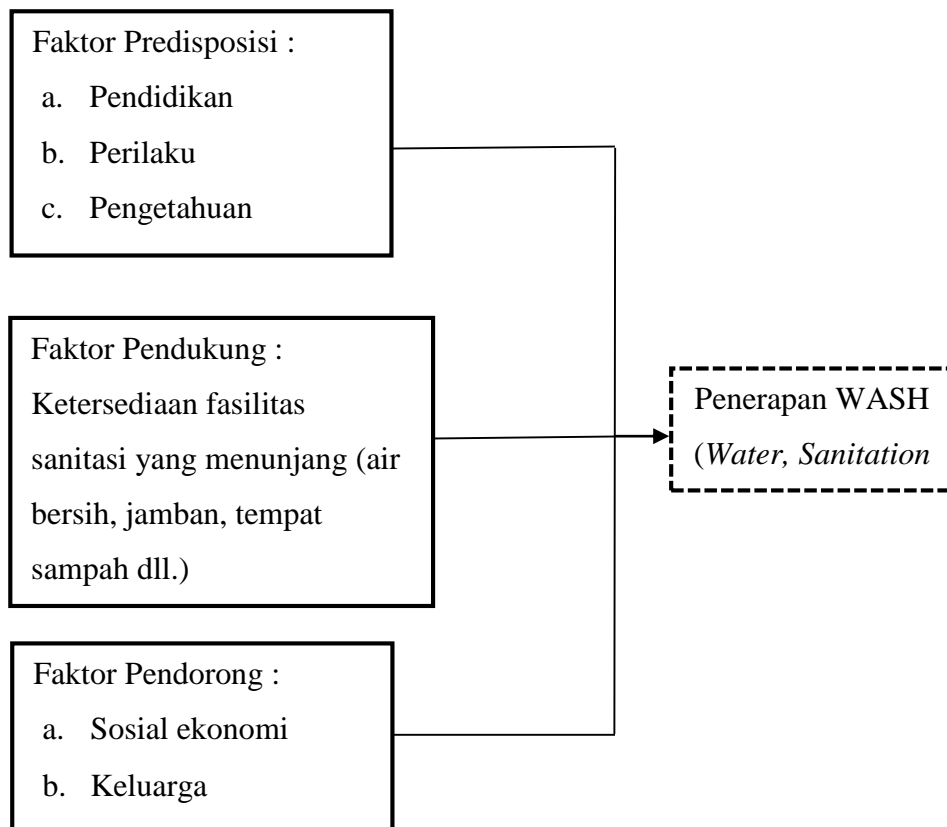 Faktor Predisposisi :
a. Pendidikan
b. Perilaku
c. Pengetahuan
Faktor Pendukung :
Ketersediaan fasilitas
sanitasi yang menunjang (air
bersih, jamban, tempat
sampah dll.)
Penerapan WASH
(Water, Sanitation
Faktor Pendorong :
a. Sosial ekonomi
b. Keluarga